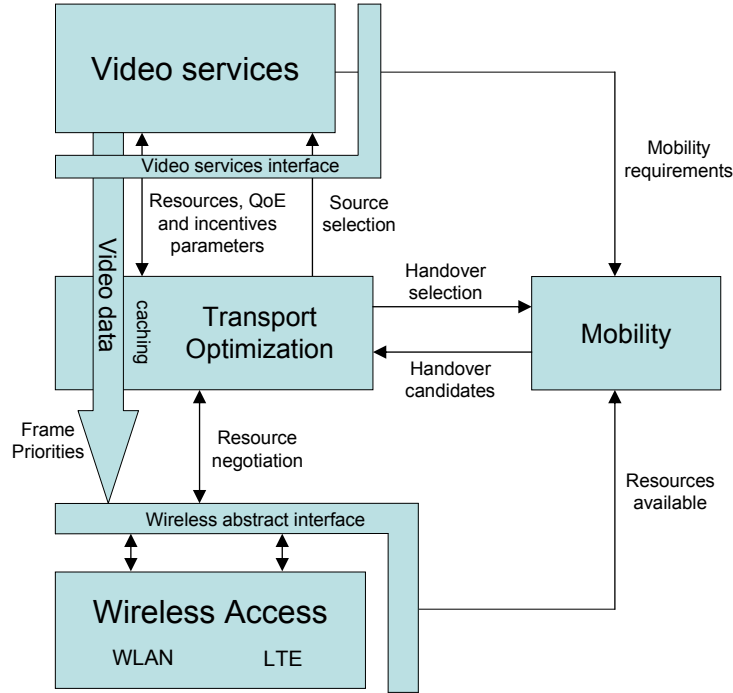 Video services
Video services interface
Mobility
requirements
Resources, QoE
and incentives
parameters
Source
selection
Video data
caching
Transport
Optimization
Handover
selection
Handover
candidates
Mobility
Frame
Priorities
Resource
negotiation
Resources
available
Wireless abstract interface
Wireless Access
WLAN LTE